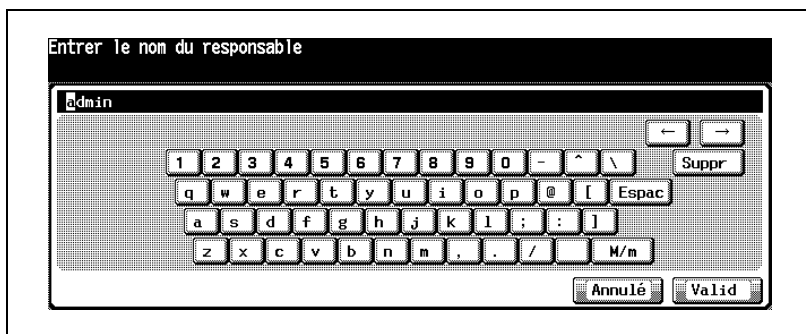 Entrer le nom du responsable
admin
← →
1 2 3 4 5 6 7 8 9 0 - ^ \ Suppr
q w e r t y u i o p @ [ Espac
a s d f g h j k l ; : ]
z x c v b n m , . / M/m
Annulé Valid